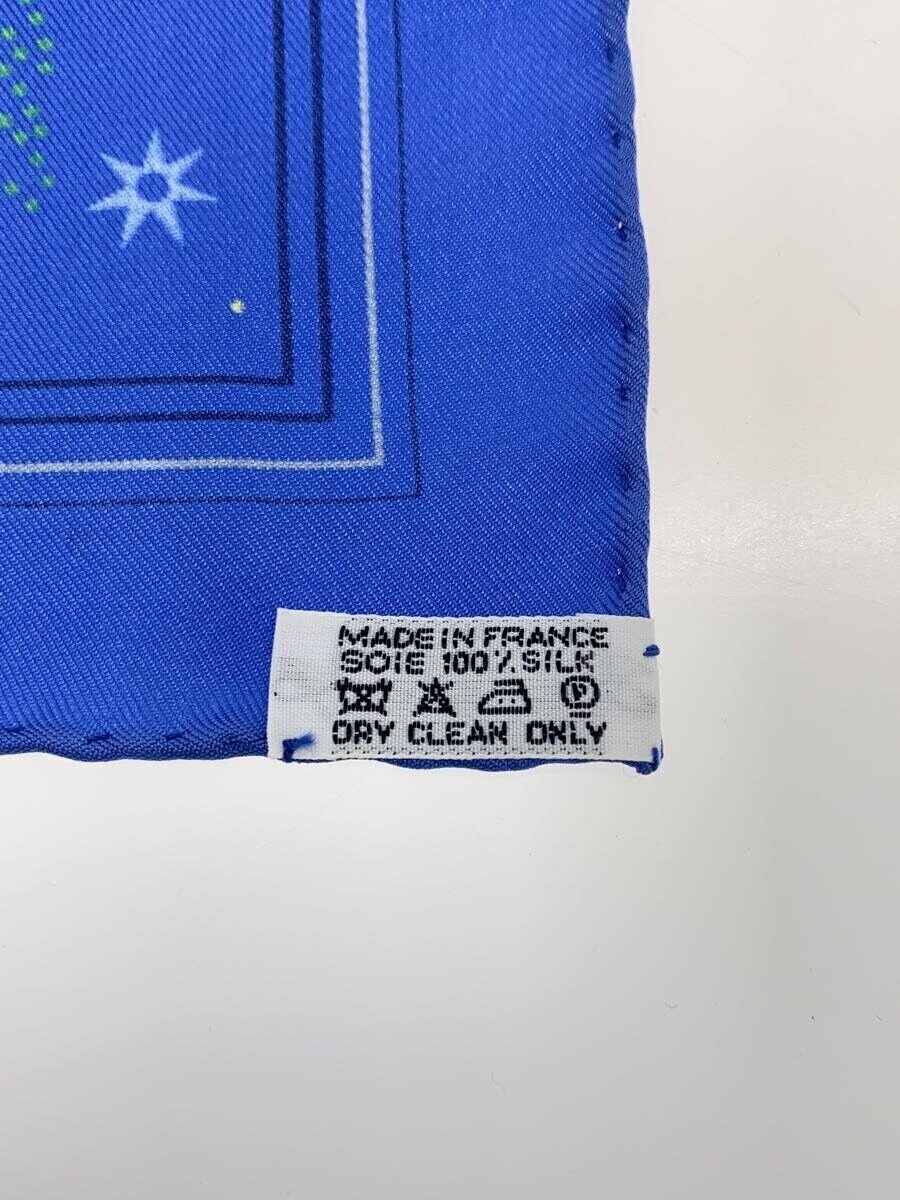 MADE IN FRANCE
SOIE 100% SILK
P
DRY CLEAN ONLY